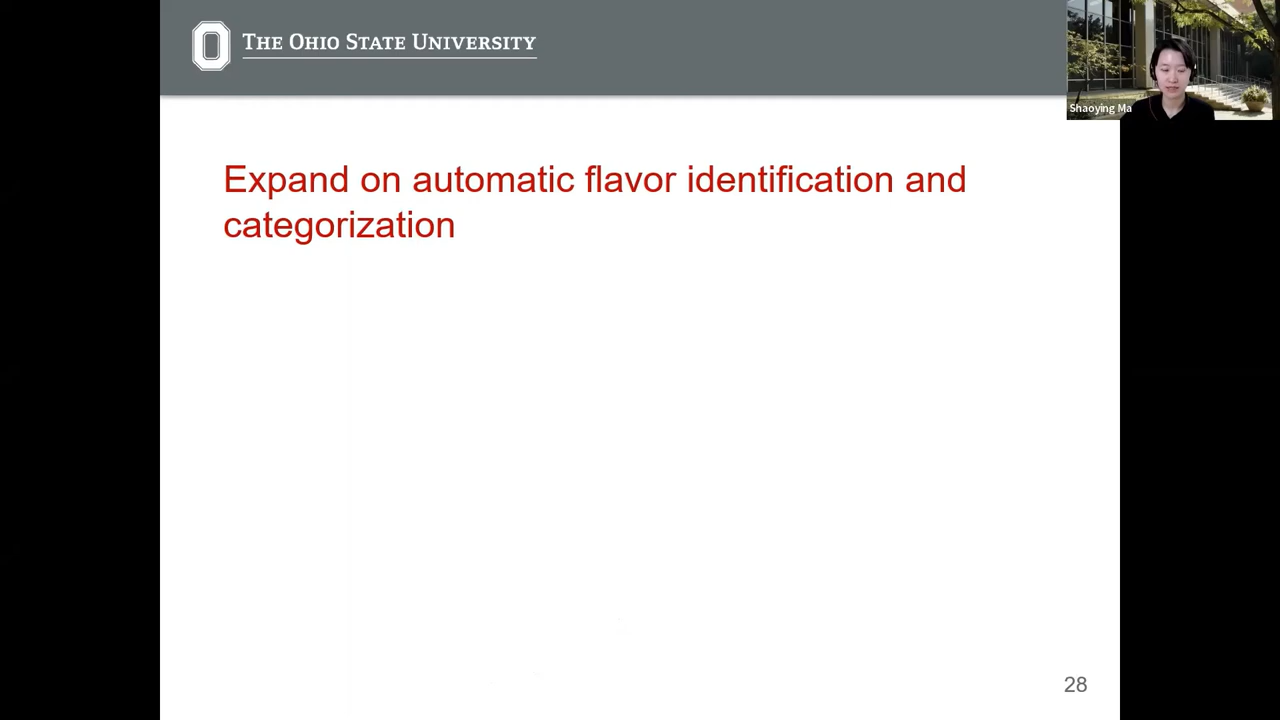 THE OHIO STATE UNIVERSITY
Shaoying Ma
Expand on automatic flavor identification and
categorization
28